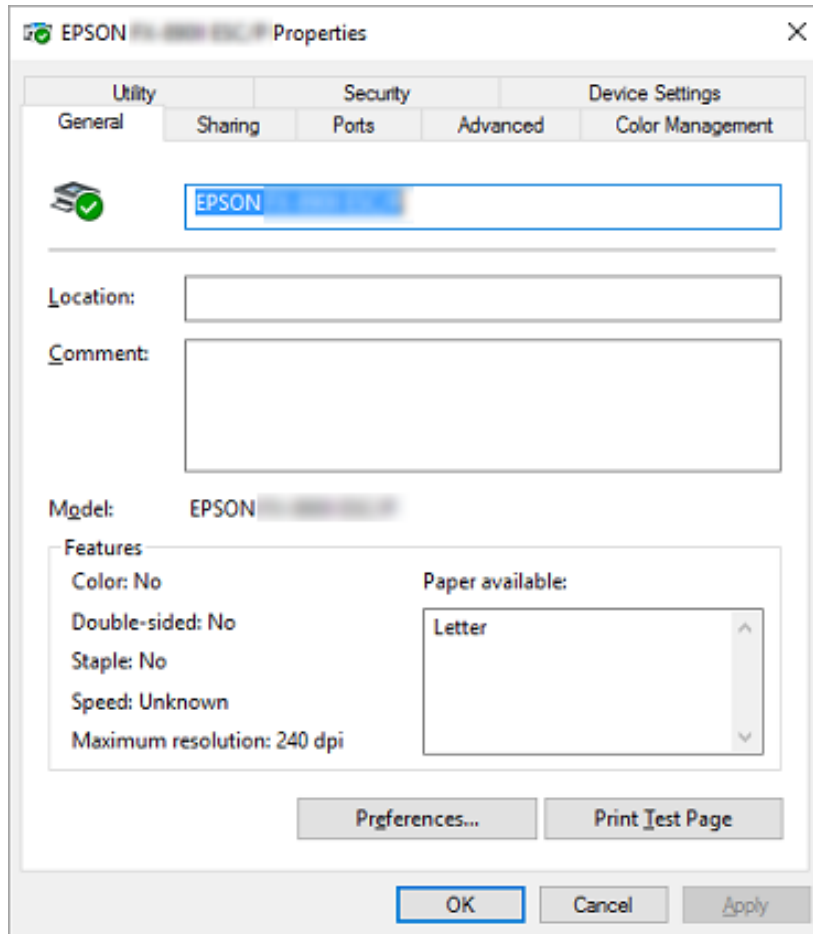 EPSON Properties
Utility Security Device Settings
General Sharing Ports Advanced Color Management
EPSON
Location:
Comment:
Model: EPSON
Features
Color: No
Paper available:
Double-sided: No
Letter
Staple: No
Speed: Unknown
Maximum resolution: 240 dpi
Preferences... Print Test Page
OK Cancel Apply